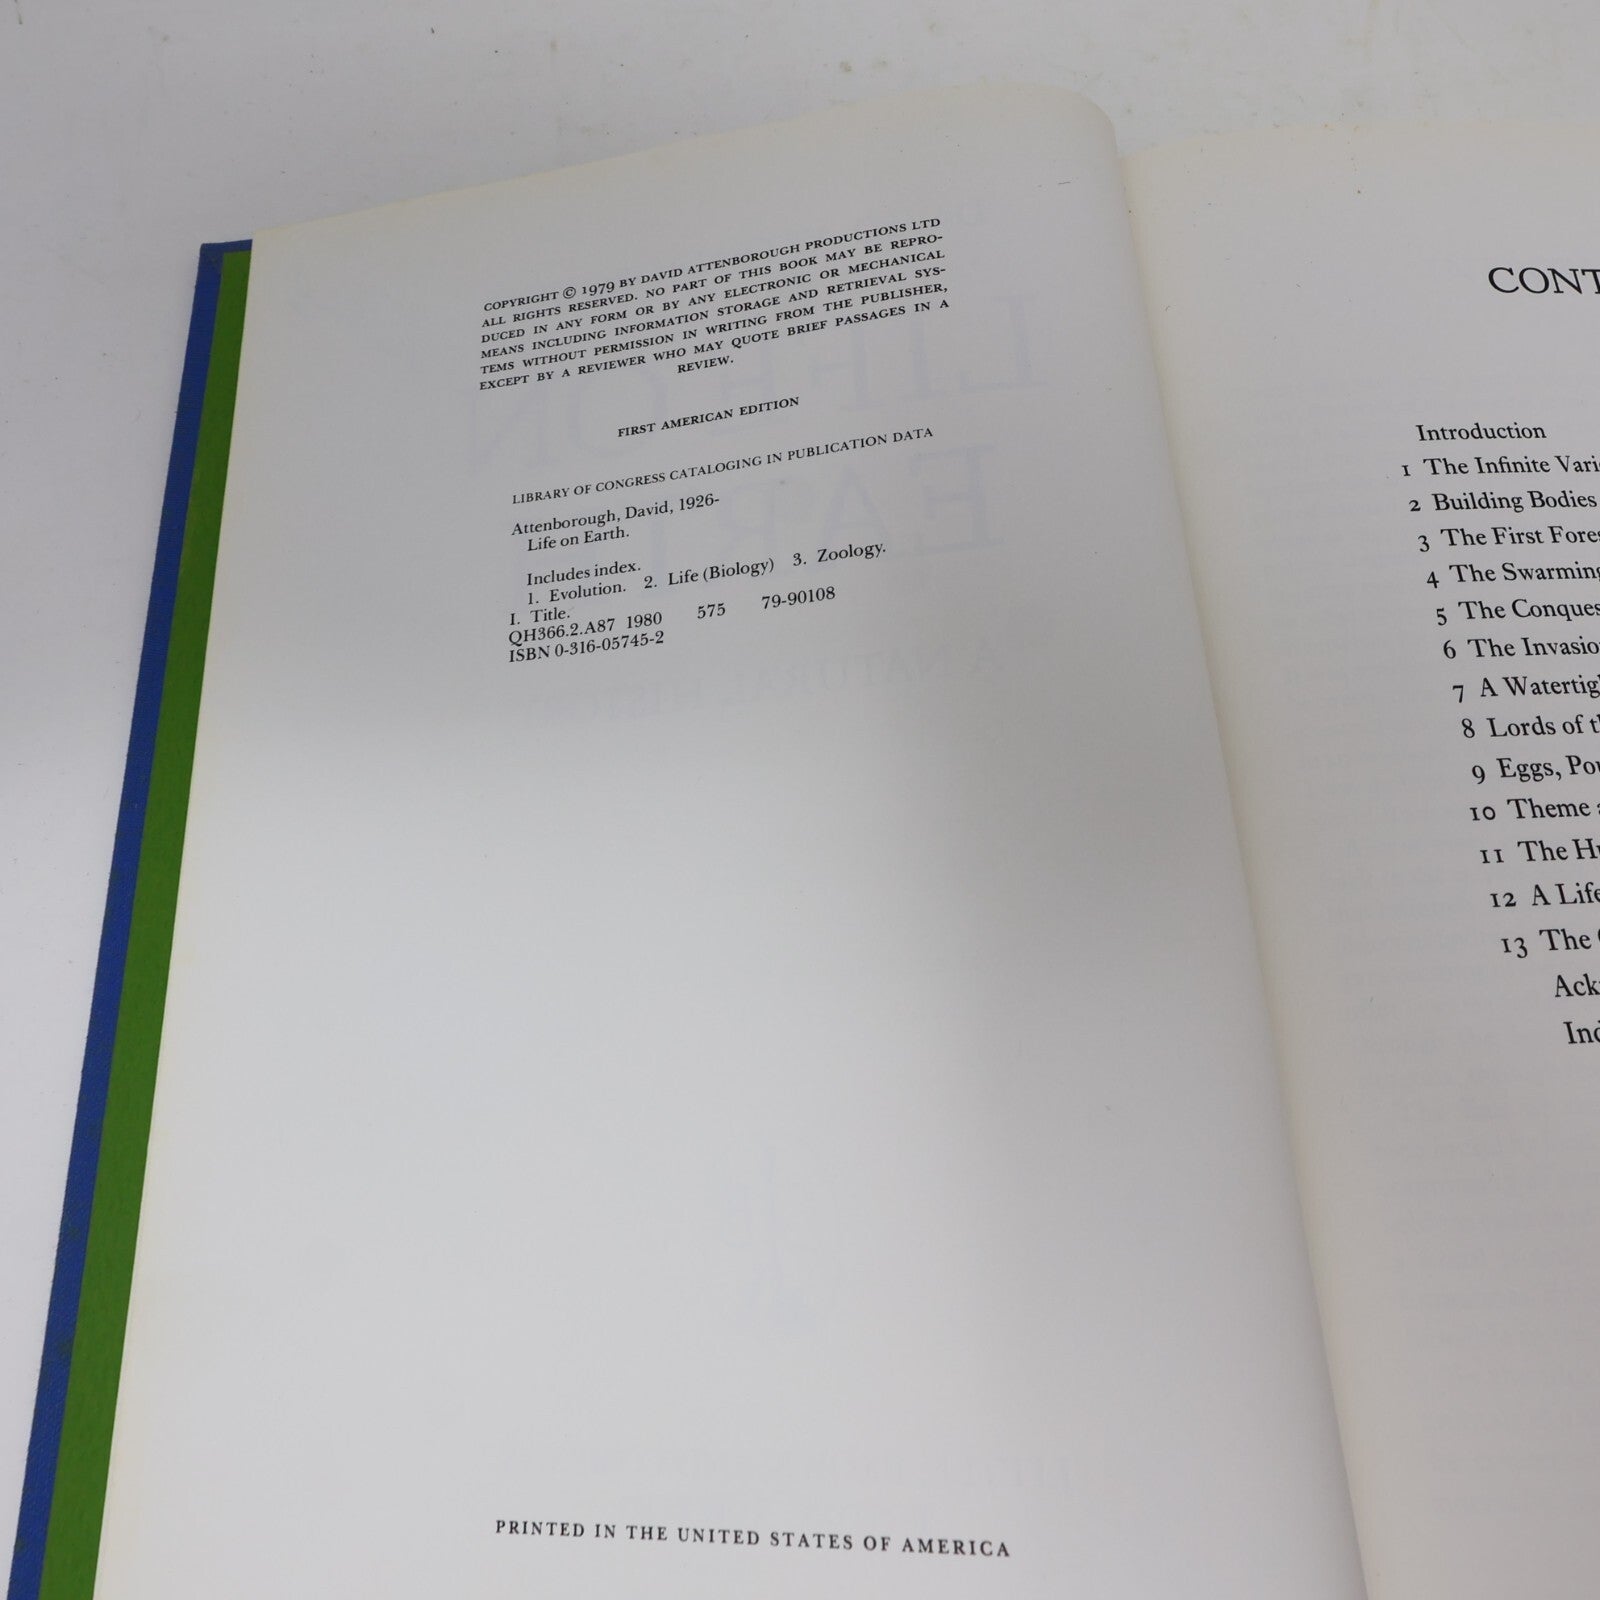 COPYRIGHT © 1979 BY DAVID ATTENBOROUGH PRODUCTIONS LTD
ALL RIGHTS RESERVED. NO PART OF THIS BOOK MAY BE REPRO-
DUCED IN ANY FORM OR BY ANY ELECTRONIC OR MECHANICAL
MEANS INCLUDING INFORMATION STORAGE AND RETRIEVAL SYS-
TEMS WITHOUT PERMISSION IN WRITING FROM THE PUBLISHER,
EXCEPT BY A REVIEWER WHO MAY QUOTE BRIEF PASSAGES IN A
REVIEW.
FIRST AMERICAN EDITION
LIBRARY OF CONGRESS CATALOGING IN PUBLICATION DATA
Attenborough, David, 1926-
Life on Earth.
Includes index.
1. Evolution. 2. Life (Biology) 3. Zoology.
I. Title.
QH366.2.A87 1980 575 79-90108
ISBN 0-316-05745-2
PRINTED IN THE UNITED STATES OF AMERICA
CONT
Introduction
1 The Infinite Vari
2 Building Bodies
3 The First Fore
4 The Swarming
5 The Conques
6 The Invasio
7 A Watertig
8 Lords of t
9 Eggs, Po
10 Theme
11 The H
12 A Life
13 The
Ack
Ind